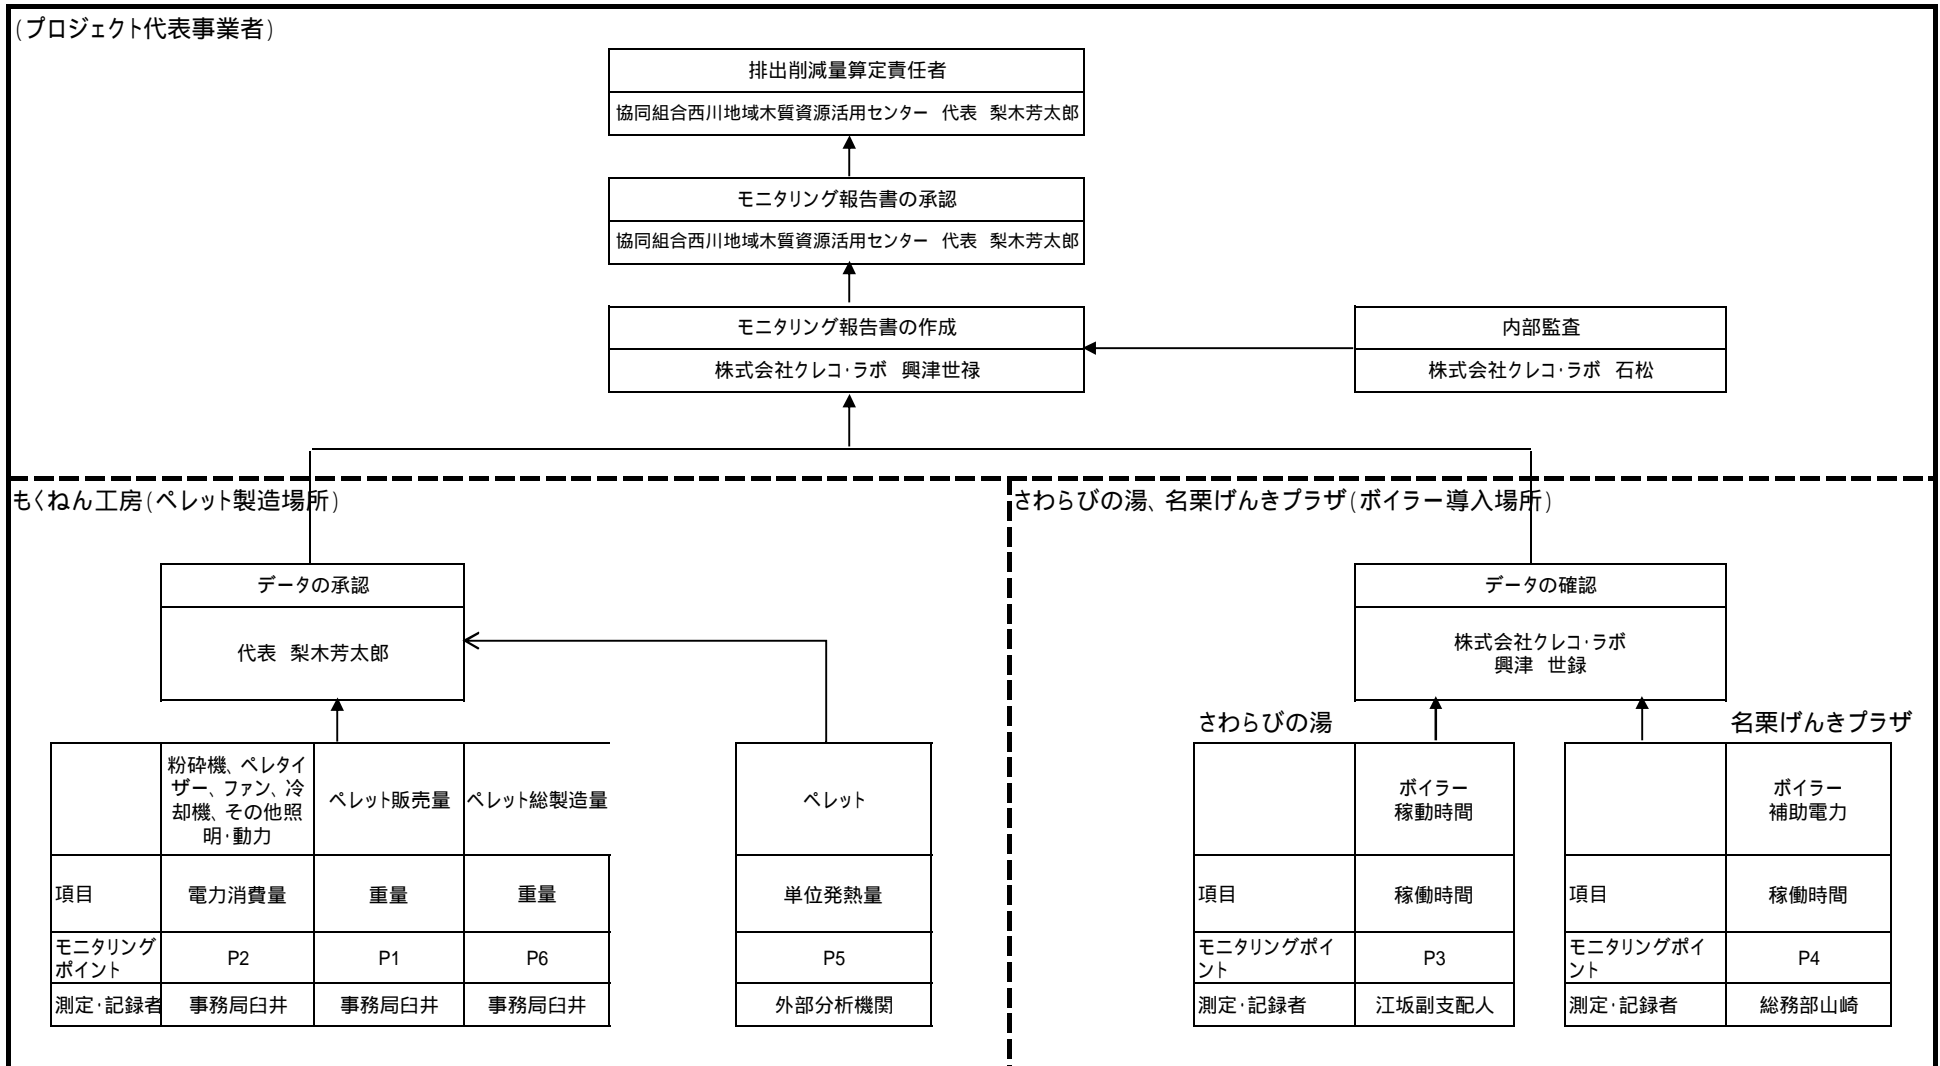 (プロジェクト代表事業者)
排出削減量算定責任者
協同組合西川地域木質資源活用センター 代表 梨木芳太郎
モニタリング報告書の承認
協同組合西川地域木質資源活用センター 代表 梨木芳太郎
モニタリング報告書の作成
株式会社クレコ・ラボ 興津世禄
内部監査
株式会社クレコ・ラボ 石松
もくねん工房(ペレット製造場所)
データの承認
代表 梨木芳太郎
粉砕機、ペレタイ
ザー、ファン、冷
却機、その他照
明・動力
ペレット販売量
ペレット総製造量
ペレット
項目
電力消費量
重量
重量
単位発熱量
モニタリング
ポイント
P2
P1
P6
P5
測定・記録者
事務局臼井
事務局臼井
事務局臼井
外部分析機関
さわらびの湯、名栗げんきプラザ(ボイラー導入場所)
データの確認
株式会社クレコ・ラボ
興津 世録
さわらびの湯
ボイラー
稼動時間
項目
稼働時間
モニタリングポイ
ント
P3
測定・記録者
江坂副支配人
名栗げんきプラザ
ボイラー
補助電力
項目
稼働時間
モニタリングポイ
ント
P4
測定・記録者
総務部山崎